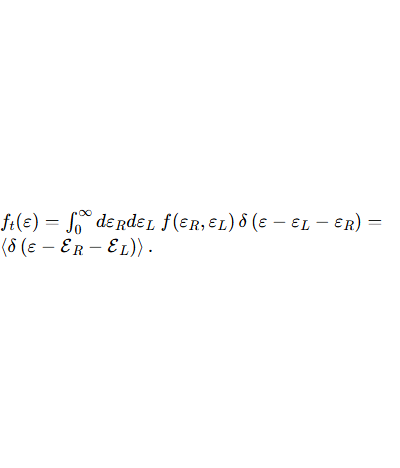 f_t(ε) = ∫_0^∞ dε_R dε_L f(ε_R, ε_L) δ (ε − ε_L − ε_R) =
⟨δ (ε − ℰ_R − ℰ_L)⟩ .